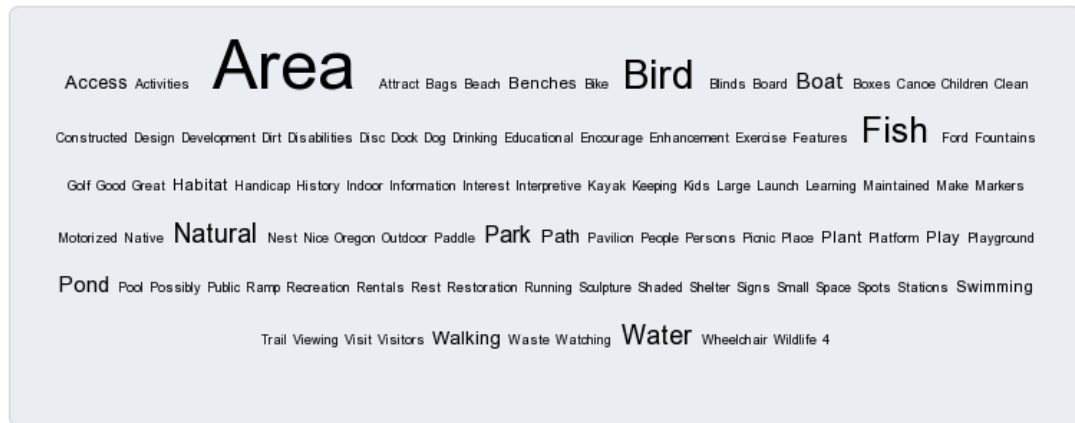 Access Activities Area Attract Bags Beach Benches Bike Bird Blinds Board Boat Boxes Canoe Children Clean
Constructed Design Development Dirt Disabilities Disc Dock Dog Drinking Educational Encourage Enhancement Exercise Features Fish Ford Fountains
Golf Good Great Habitat Handicap History Indoor Information Interest Interpretive Kayak Keeping Kids Large Launch Learning Maintained Make Markers
Motorized Native Natural Nest Nice Oregon Outdoor Paddle Park Path Pavilion People Persons Picnic Place Plant Platform Play Playground
Pond Pool Possibly Public Ramp Recreation Rentals Rest Restoration Running Sculpture Shaded Shelter Signs Small Space Spots Stations Swimming
Trail Viewing Visit Visitors Walking Waste Watching Water Wheelchair Wildlife 4